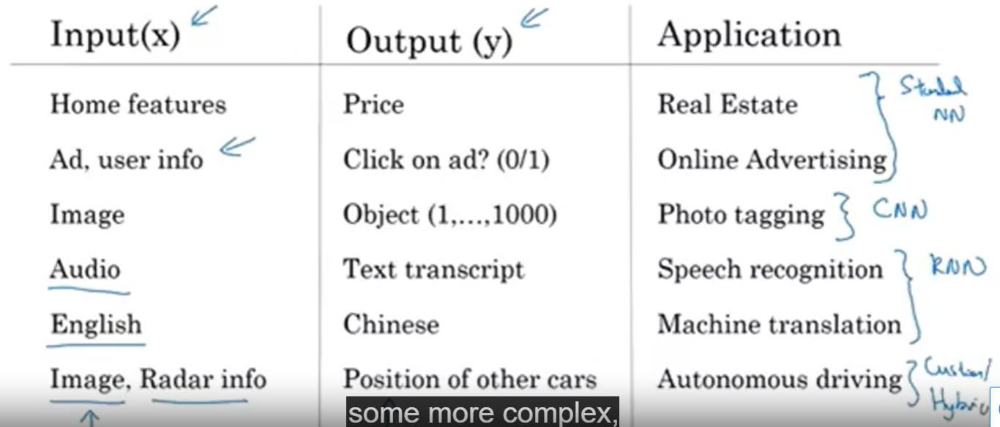 Input(x) Output (y) Application
Home features Price Real Estate Standard NN
Ad, user info Click on ad? (0/1) Online Advertising
Image Object (1,...,1000) Photo tagging CNN
Audio Text transcript Speech recognition RNN
English Chinese Machine translation
Image, Radar info Position of other cars Autonomous driving Custom/ Hybrid
some more complex,